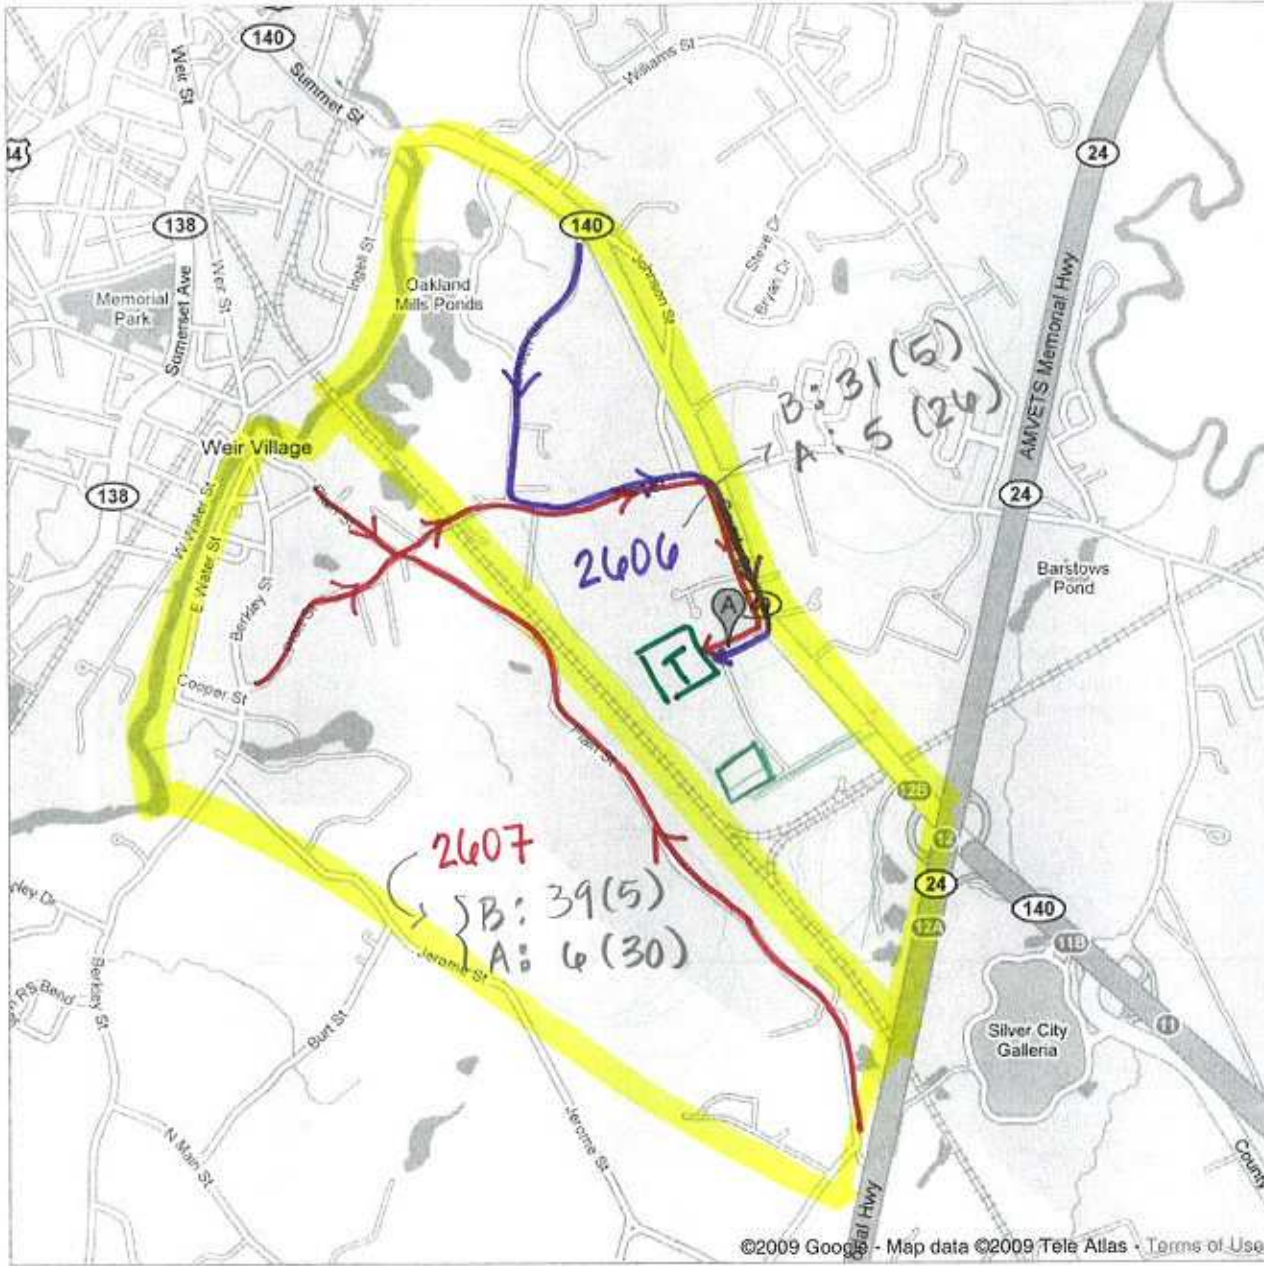 140
Weir St
Summer St
Williams St
44
24
138
140
Steve Dr
Bryan Dr
Johnson St
Ingell St
Oakland
Mills Ponds
Memorial
Park
Somerset Ave
Weir St
AMVETS Memorial Hwy
B: 31(5)
A: 5 (26)
Weir Village
138
24
W Water St
E Water St
Berkley St
2606
A
Barstows
Pond
T
Cooper St
Plain St
12B
12
2607
B: 39(5)
A: 6(30)
24
12A
140
11B
11
Jerome St
Berkley St
Burt St
Silver City
Galleria
Jerome St
N Main St
County
©2009 Google - Map data ©2009 Tele Atlas - Terms of Use